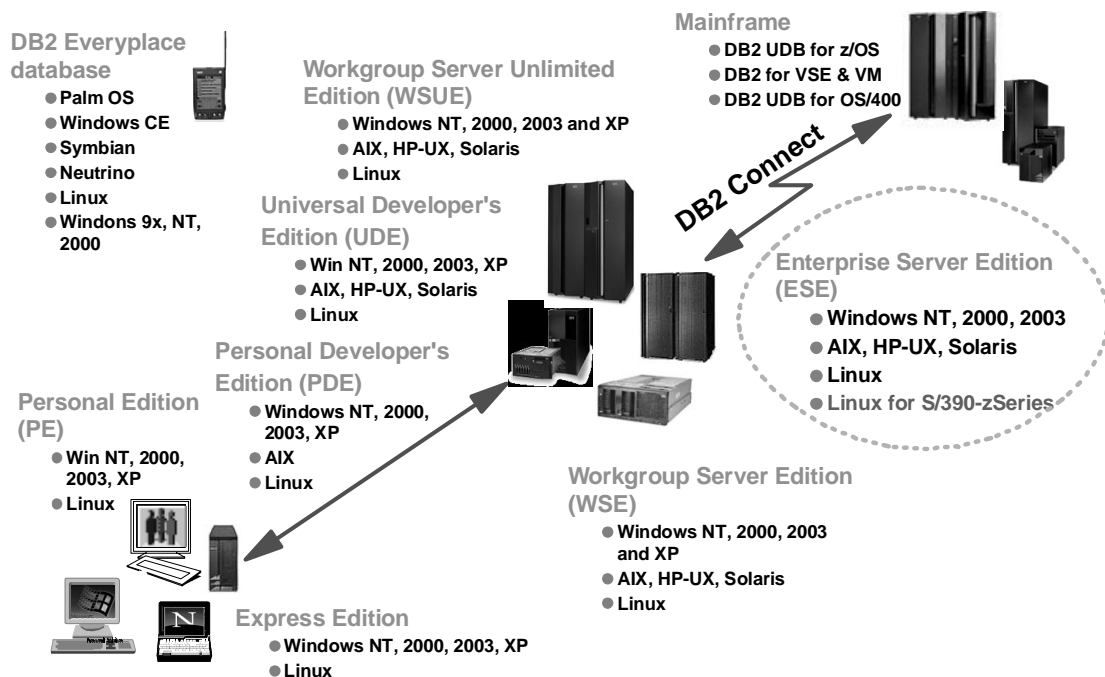 DB2 Everyplace
database
Palm OS
Windows CE
Symbian
Neutrino
Linux
Windons 9x, NT,
2000
Workgroup Server Unlimited
Edition (WSUE)
Windows NT, 2000, 2003 and XP
AIX, HP-UX, Solaris
Linux
Mainframe
DB2 UDB for z/OS
DB2 for VSE & VM
DB2 UDB for OS/400
DB2 Connect
Universal Developer's
Edition (UDE)
Win NT, 2000, 2003, XP
AIX, HP-UX, Solaris
Linux
Enterprise Server Edition
(ESE)
Windows NT, 2000, 2003
AIX, HP-UX, Solaris
Linux
Linux for S/390-zSeries
Personal Developer's
Edition (PDE)
Windows NT, 2000,
2003, XP
AIX
Linux
Personal Edition
(PE)
Win NT, 2000,
2003, XP
Linux
Workgroup Server Edition
(WSE)
Windows NT, 2000, 2003
and XP
AIX, HP-UX, Solaris
Linux
N
Express Edition
Windows NT, 2000, 2003, XP
Linux